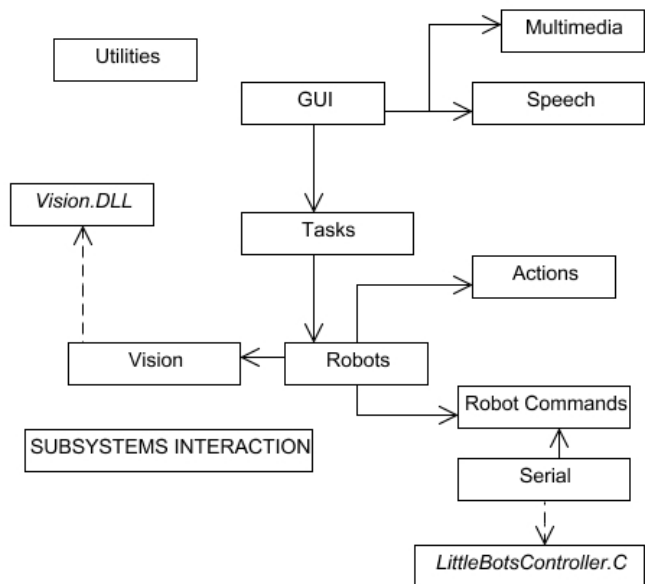 Multimedia
Utilities
GUI
Speech
Vision.DLL
Tasks
Actions
Vision
Robots
Robot Commands
SUBSYSTEMS INTERACTION
Serial
LittleBotsController.C